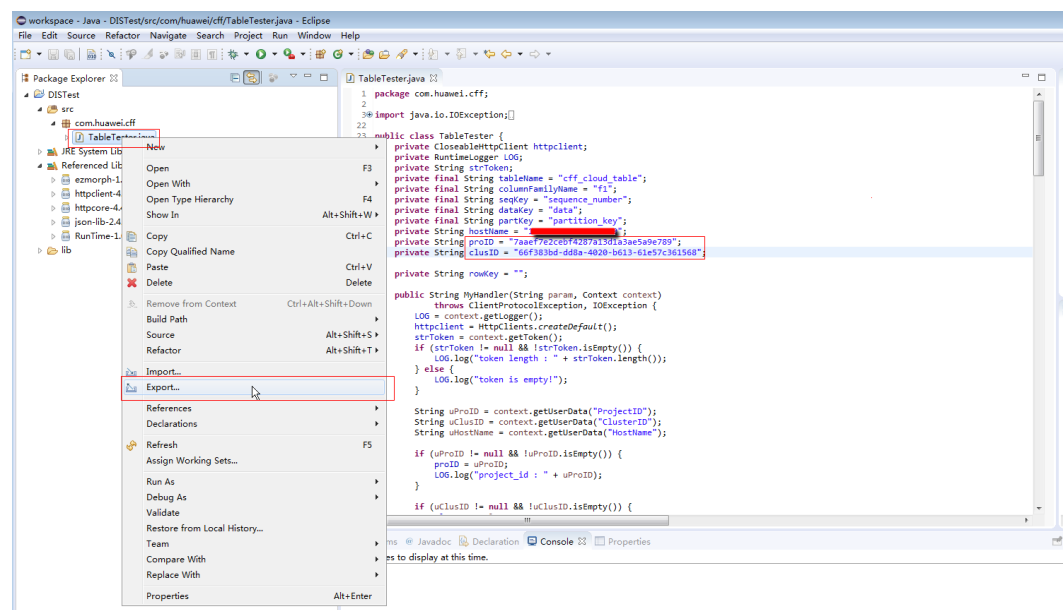 workspace - Java - DISTest/src/com/huawei/cff/TableTester.java - Eclipse
File Edit Source Refactor Navigate Search Project Run Window Help
Package Explorer
DISTest
src
com.huawei.cff
TableTester.java
JRE System Lib
Referenced Lib
ezmorph-1.
httpclient-4.
httpcore-4.
json-lib-2.4
RunTime-1.
lib
New
Open F3
Open With
Open Type Hierarchy F4
Show In Alt+Shift+W
Copy Ctrl+C
Copy Qualified Name
Paste Ctrl+V
Delete Delete
Remove from Context Ctrl+Alt+Shift+Down
Build Path
Source Alt+Shift+S
Refactor Alt+Shift+T
Import...
Export...
References
Declarations
Refresh F5
Assign Working Sets...
Run As
Debug As
Validate
Restore from Local History...
Team
Compare With
Replace With
Properties Alt+Enter
TableTester.java
1 package com.huawei.cff;
2
3 import java.io.IOException;
22
23 public class TableTester {
private CloseableHttpClient httpclient;
private RuntimeLogger LOG;
private String strToken;
private final String tableName = "cff_cloud_table";
private final String columnFamilyName = "f1";
private final String seqKey = "sequence_number";
private final String dataKey = "data";
private final String partKey = "partition_key";
private String hostName = "
private String proID = "7aaef7e2cebf4287a13d1a3ae5a9e789";
private String clusID = "66f383bd-dd8a-4020-b613-61e57c361568";
private String rowKey = "";
public String MyHandler(String param, Context context)
throws ClientProtocolException, IOException {
LOG = context.getLogger();
httpclient = HttpClients.createDefault();
strToken = context.getToken();
if (strToken != null && !strToken.isEmpty()) {
LOG.log("token length : " + strToken.length());
} else {
LOG.log("token is empty!");
}
String uProID = context.getUserData("ProjectID");
String uClusID = context.getUserData("ClusterID");
String uHostName = context.getUserData("HostName");
if (uProID != null && !uProID.isEmpty()) {
proID = uProID;
LOG.log("project_id : " + uProID);
}
if (uClusID != null && !uClusID.isEmpty()) {
ms @ Javadoc Declaration Console Properties
es to display at this time.